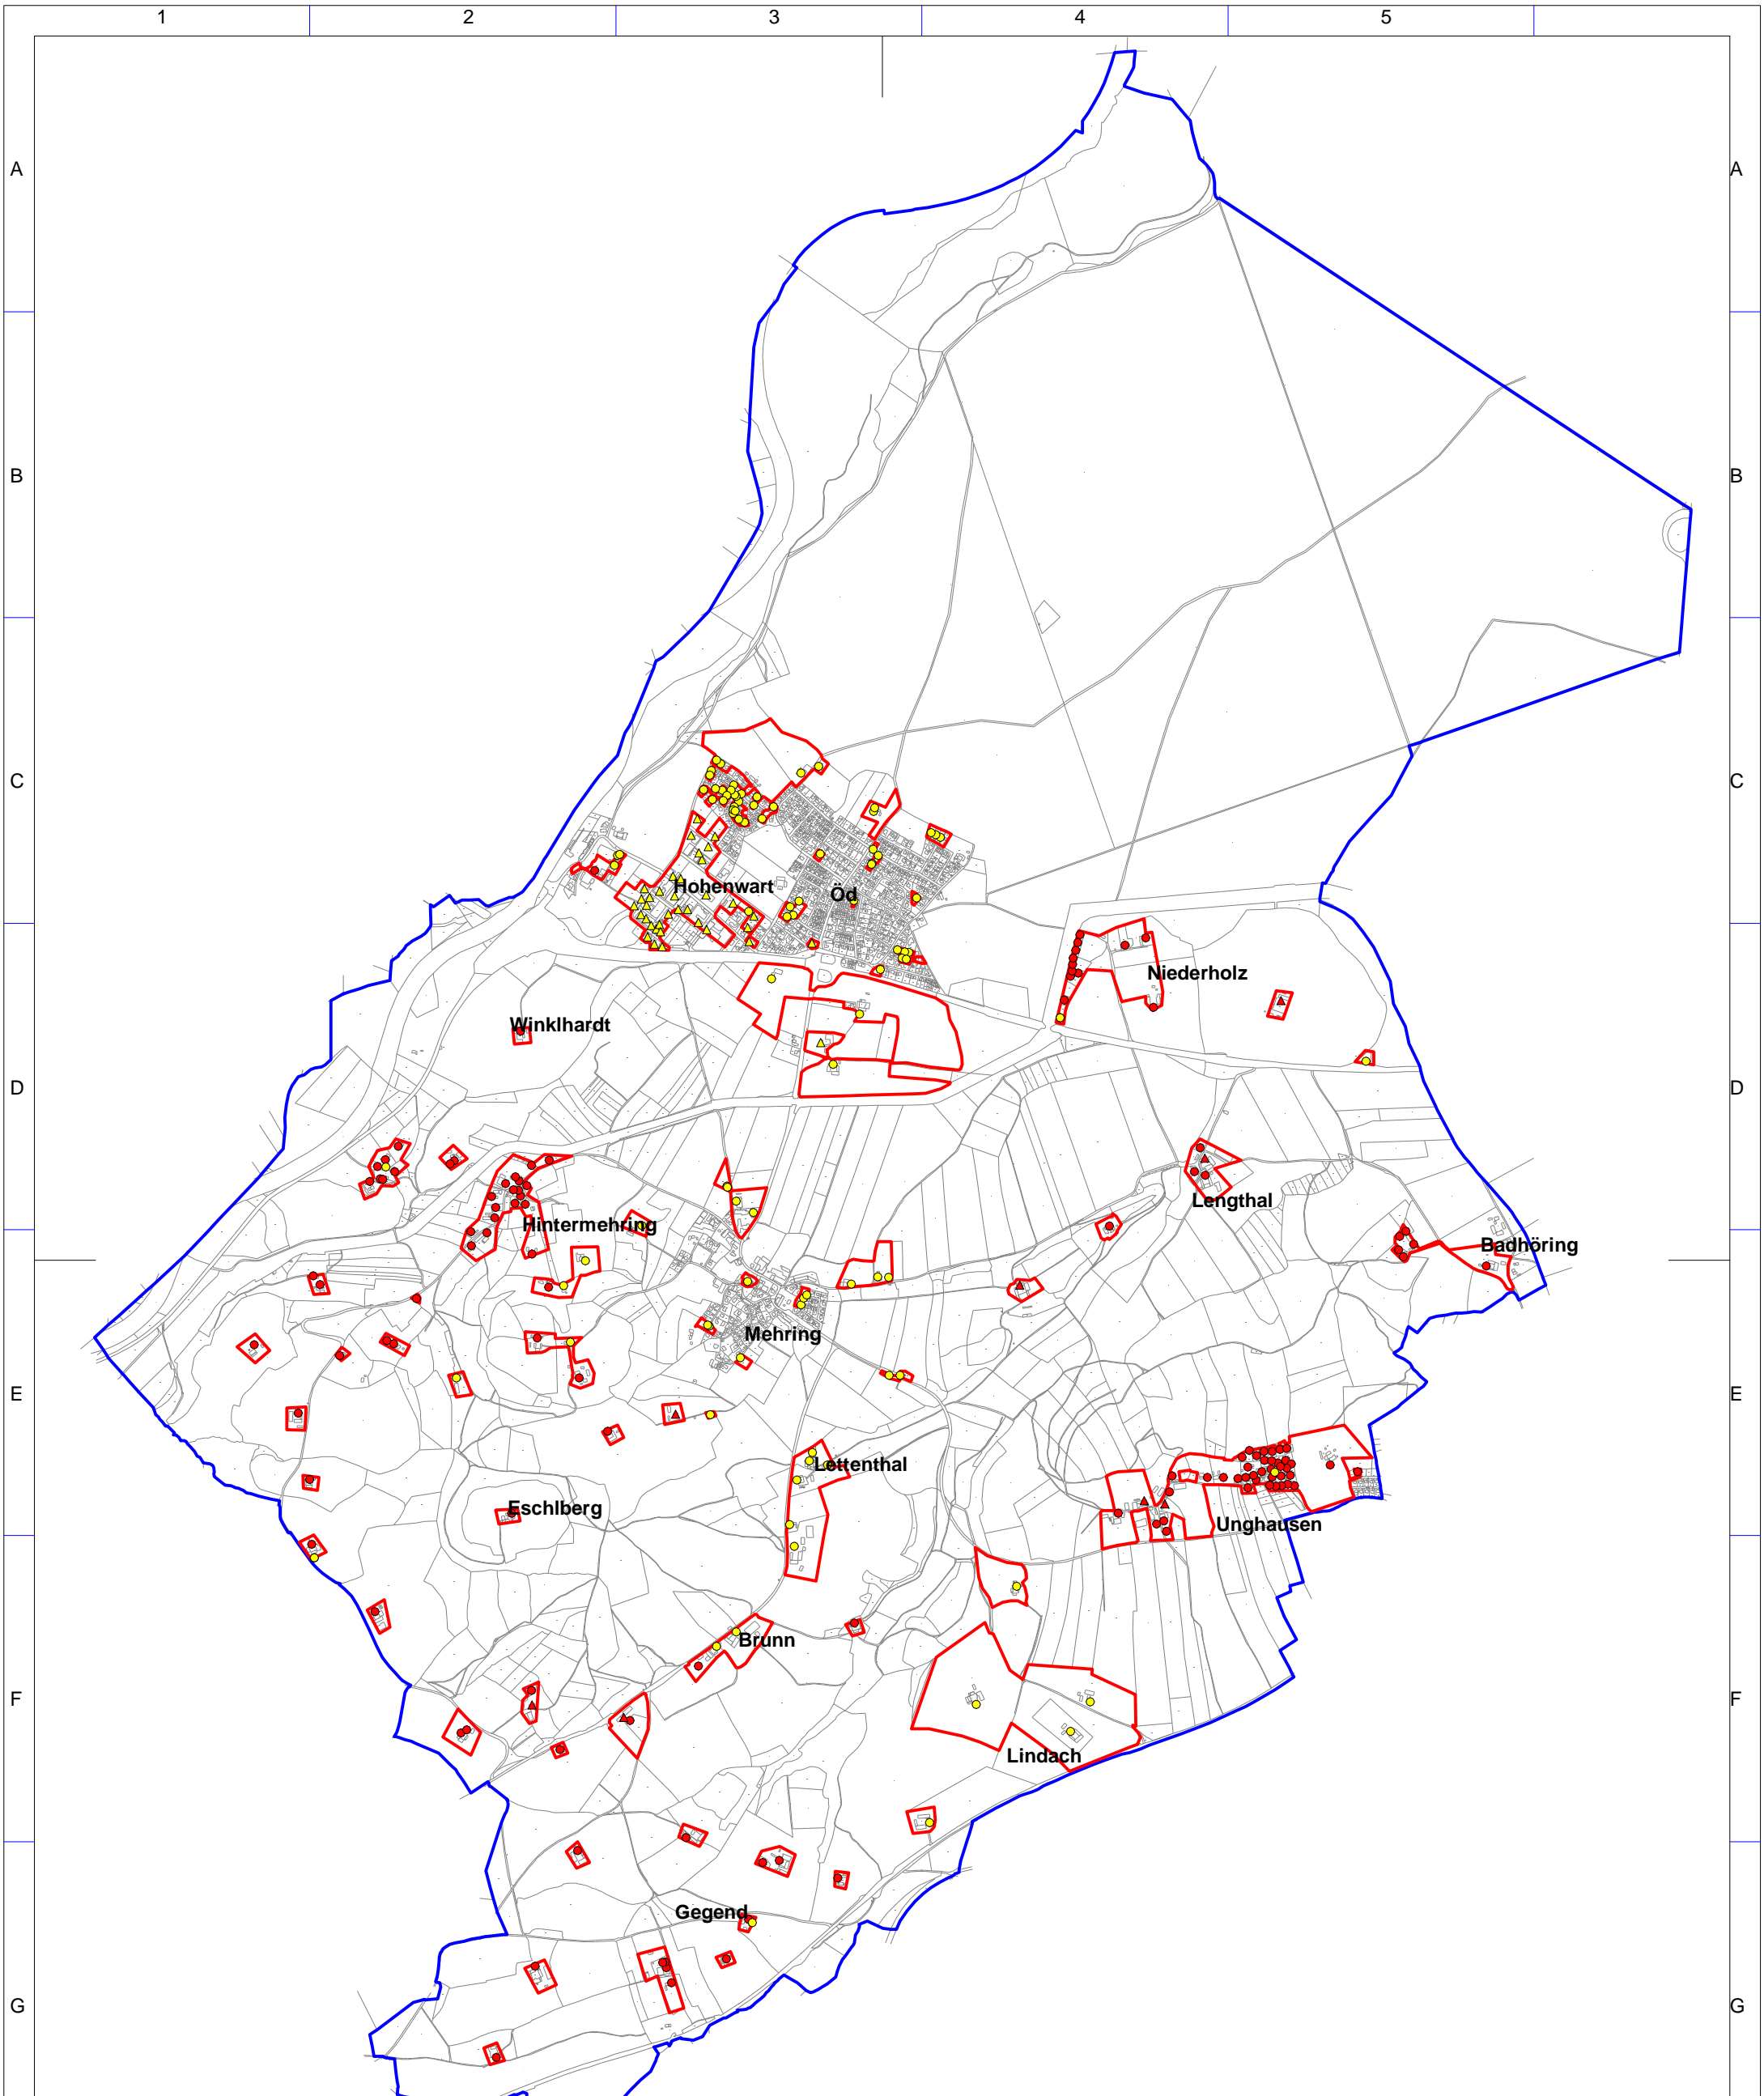 1 2 3 4 5
A A
B B
C C
Hohenwart
Öd
Niederholz
Winklhardt
D D
Lengthal
Hintermehring
Badhöring
Mehring
E E
Lettenthal
Eschlberg
Unghausen
Brunn
F F
Lindach
Gegend
G G